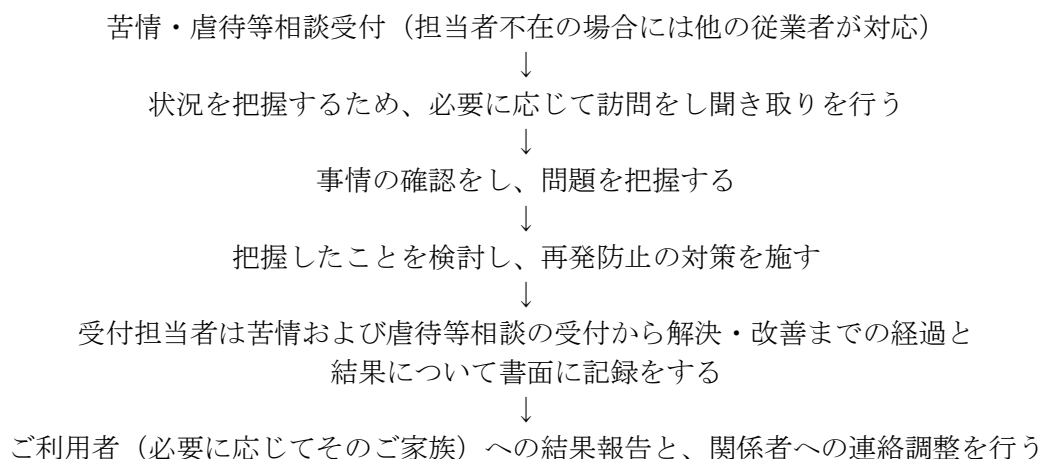 苦情・虐待等相談受付（担当者不在の場合には他の従業者が対応）
↓
状況を把握するため、必要に応じて訪問をし聞き取りを行う
↓
事情の確認をし、問題を把握する
↓
把握したことを検討し、再発防止の対策を施す
↓
受付担当者は苦情および虐待等相談の受付から解決・改善までの経過と
結果について書面に記録をする
↓
ご利用者（必要に応じてそのご家族）への結果報告と、関係者への連絡調整を行う